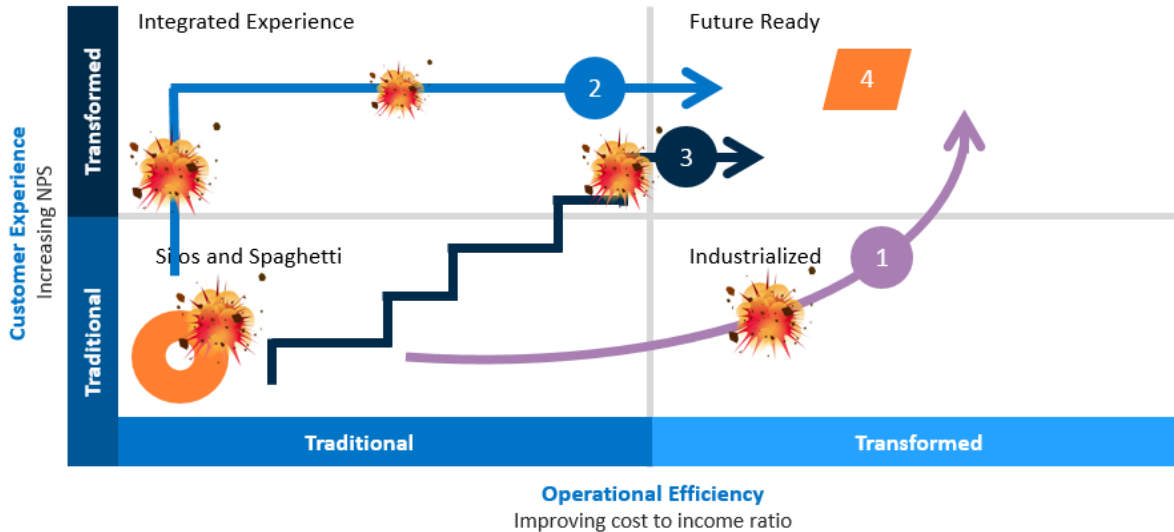 Integrated Experience
Future Ready
Transformed
4
2
3
Customer Experience
Increasing NPS
Silos and Spaghetti
Industrialized
1
Traditional
Traditional
Transformed
Operational Efficiency
Improving cost to income ratio